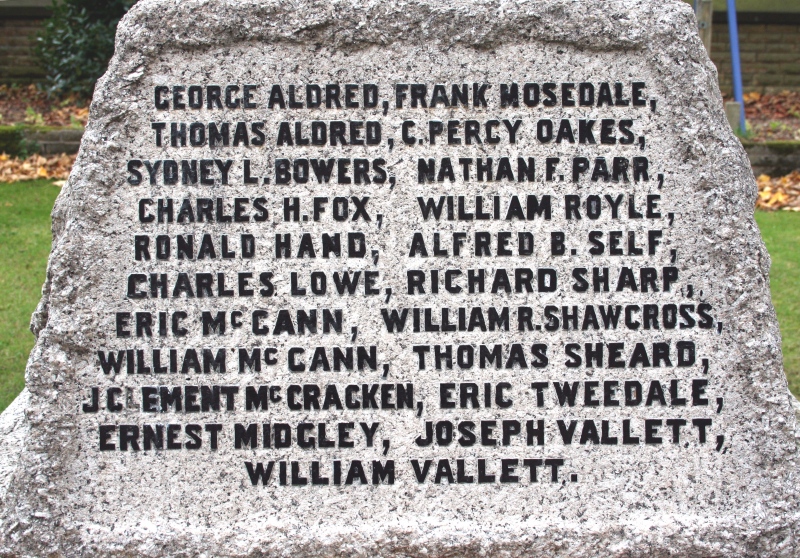 GEORGE ALDRED, FRANK MOSEDALE,
THOMAS ALDRED, C. PERCY OAKES,
SYDNEY L. BOWERS, NATHAN F. PARR,
CHARLES H. FOX, WILLIAM ROYLE,
RONALD HAND, ALFRED B. SELF,
CHARLES LOWE, RICHARD SHARP,
ERIC McCANN, WILLIAM R. SHAWCROSS,
WILLIAM Mc CANN, THOMAS SHEARD,
J. CLEMENT McCRACKEN, ERIC TWEEDALE,
ERNEST MIDGLEY, JOSEPH VALLETT,
WILLIAM VALLETT.